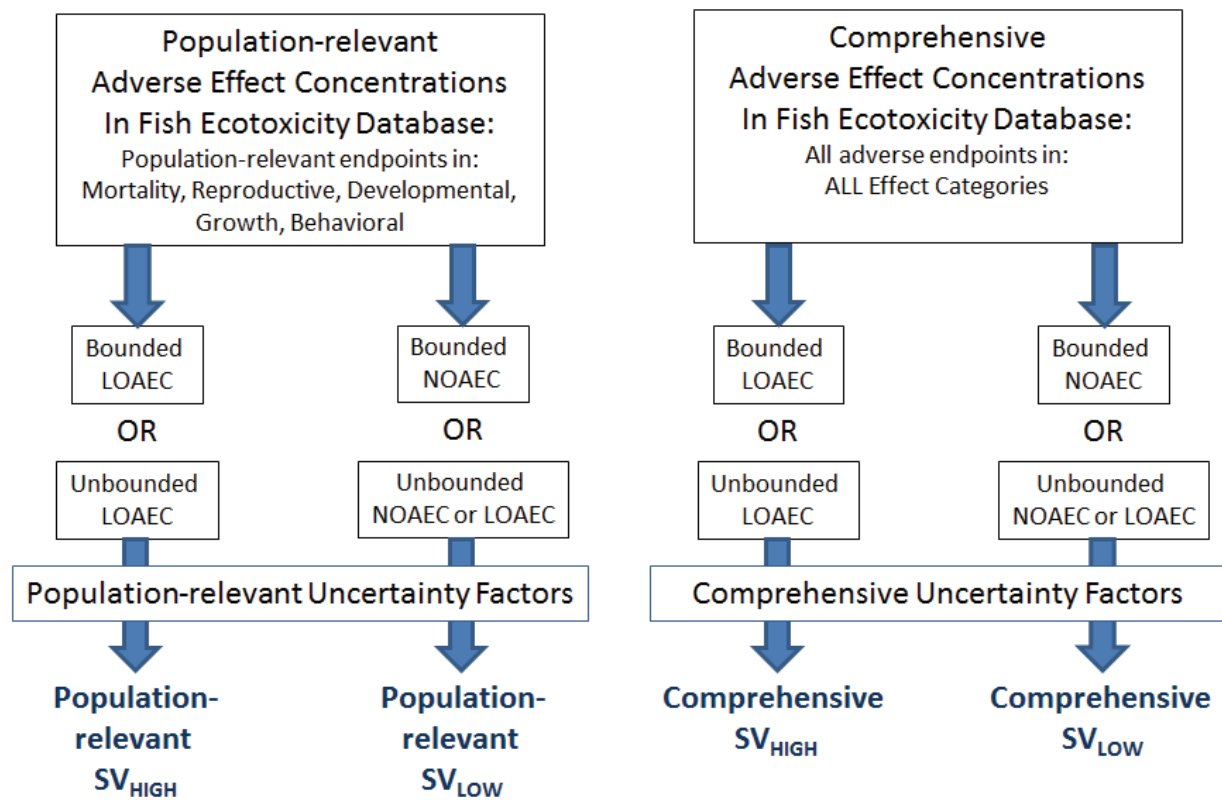 Population-relevant
Adverse Effect Concentrations
In Fish Ecotoxicity Database:
Population-relevant endpoints in:
Mortality, Reproductive, Developmental,
Growth, Behavioral
Bounded
LOAEC
OR
Unbounded
LOAEC
Bounded
NOAEC
OR
Unbounded
NOAEC or LOAEC
Population-relevant Uncertainty Factors
Population-
relevant
SVHIGH
Population-
relevant
SVLOW
Comprehensive
Adverse Effect Concentrations
In Fish Ecotoxicity Database:
All adverse endpoints in:
ALL Effect Categories
Bounded
LOAEC
OR
Unbounded
LOAEC
Bounded
NOAEC
OR
Unbounded
NOAEC or LOAEC
Comprehensive Uncertainty Factors
Comprehensive
SVHIGH
Comprehensive
SVLOW